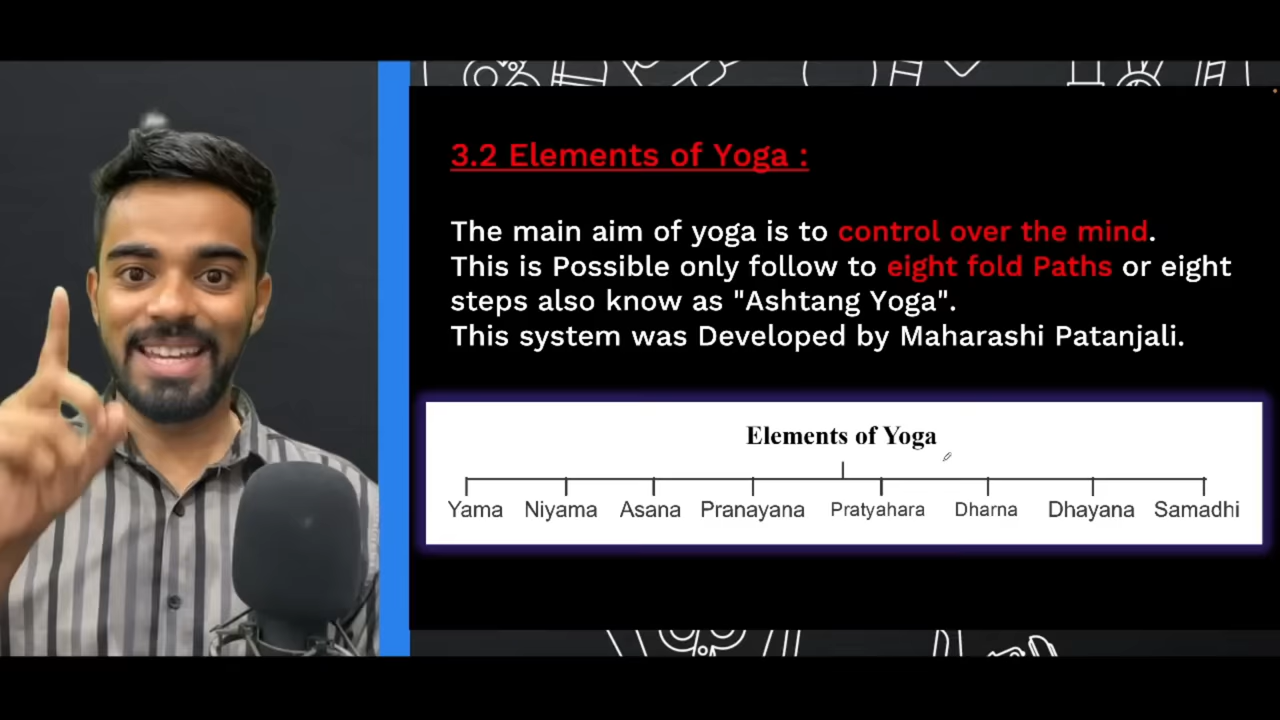 3.2 Elements of Yoga :
The main aim of yoga is to control over the mind.
This is Possible only follow to eight fold Paths or eight
steps also know as "Ashtang Yoga".
This system was Developed by Maharashi Patanjali.
Elements of Yoga
Yama Niyama Asana Pranayana Pratyahara Dharna Dhayana Samadhi